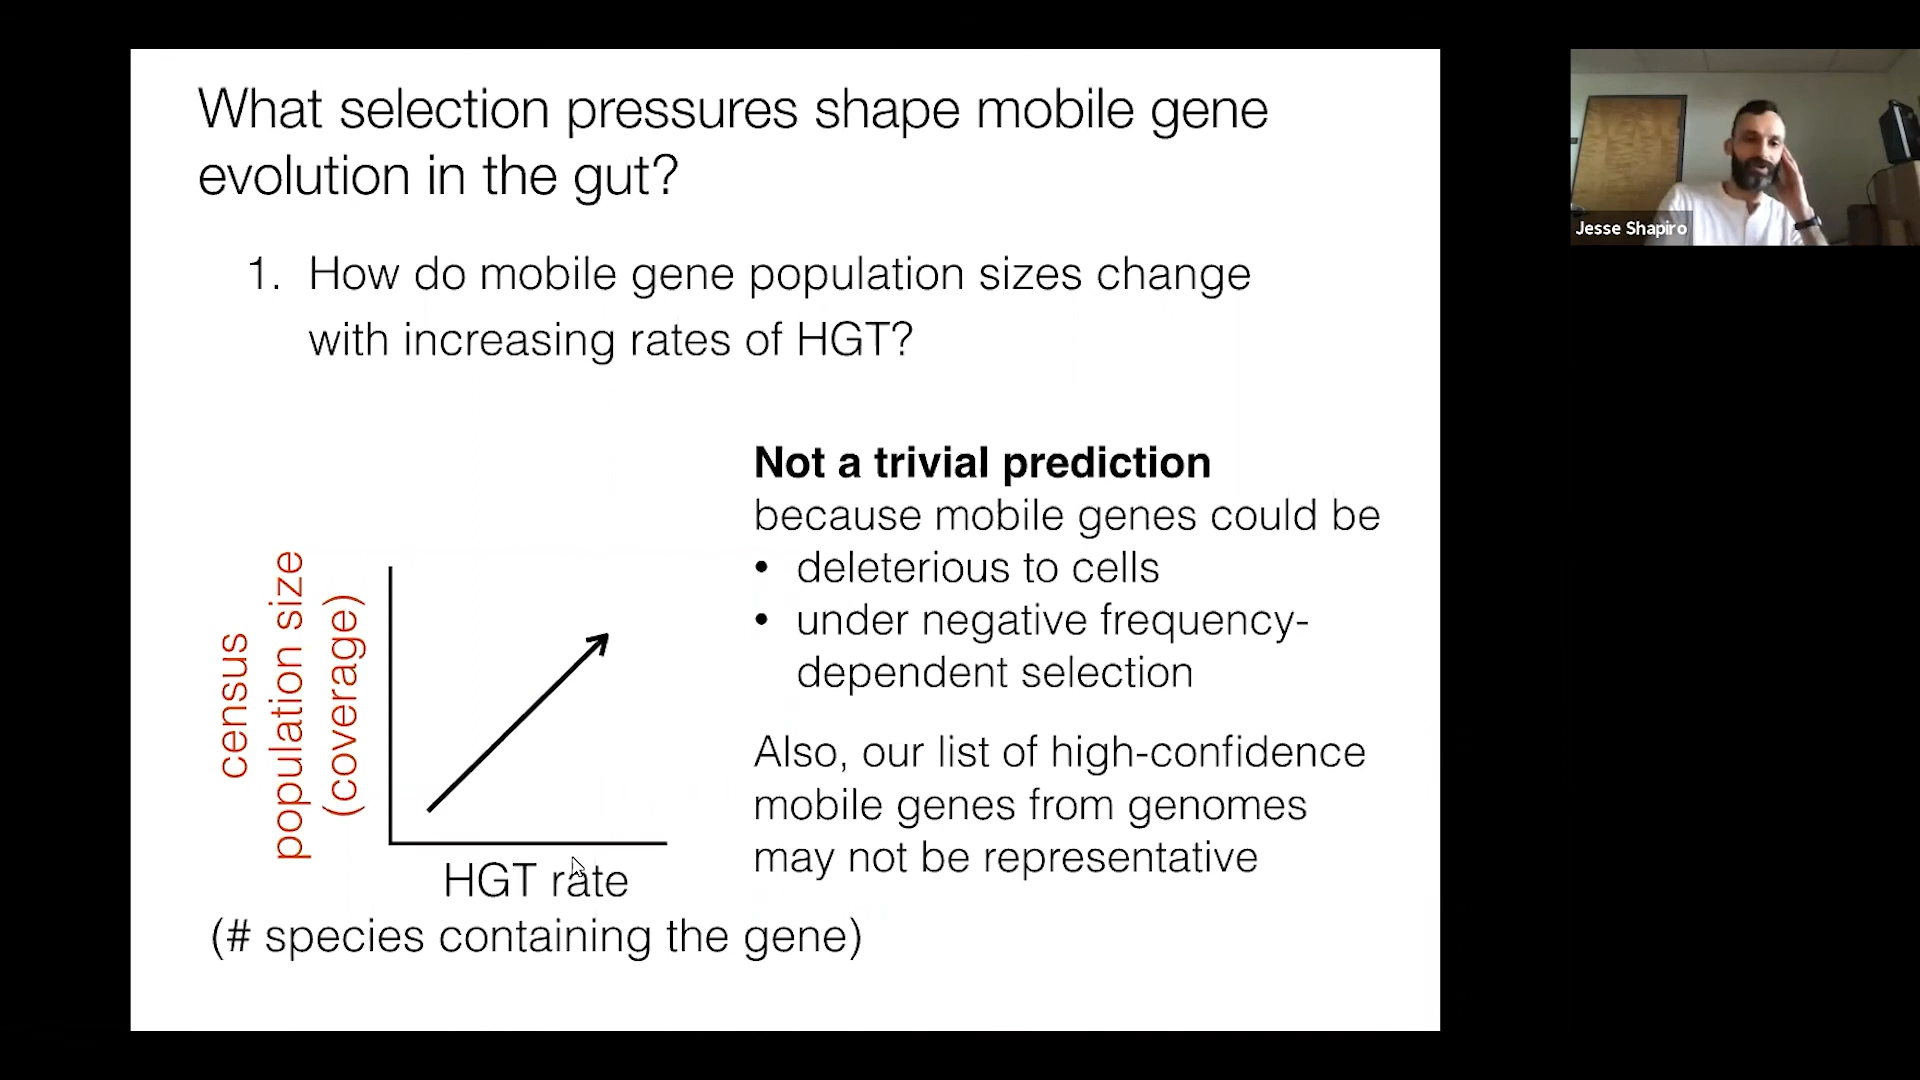 What selection pressures shape mobile gene
evolution in the gut?
1. How do mobile gene population sizes change
with increasing rates of HGT?
Not a trivial prediction
because mobile genes could be
• deleterious to cells
• under negative frequency-
dependent selection
Also, our list of high-confidence
mobile genes from genomes
may not be representative
census
population size
(coverage)
HGT rate
(# species containing the gene)
Jesse Shapiro